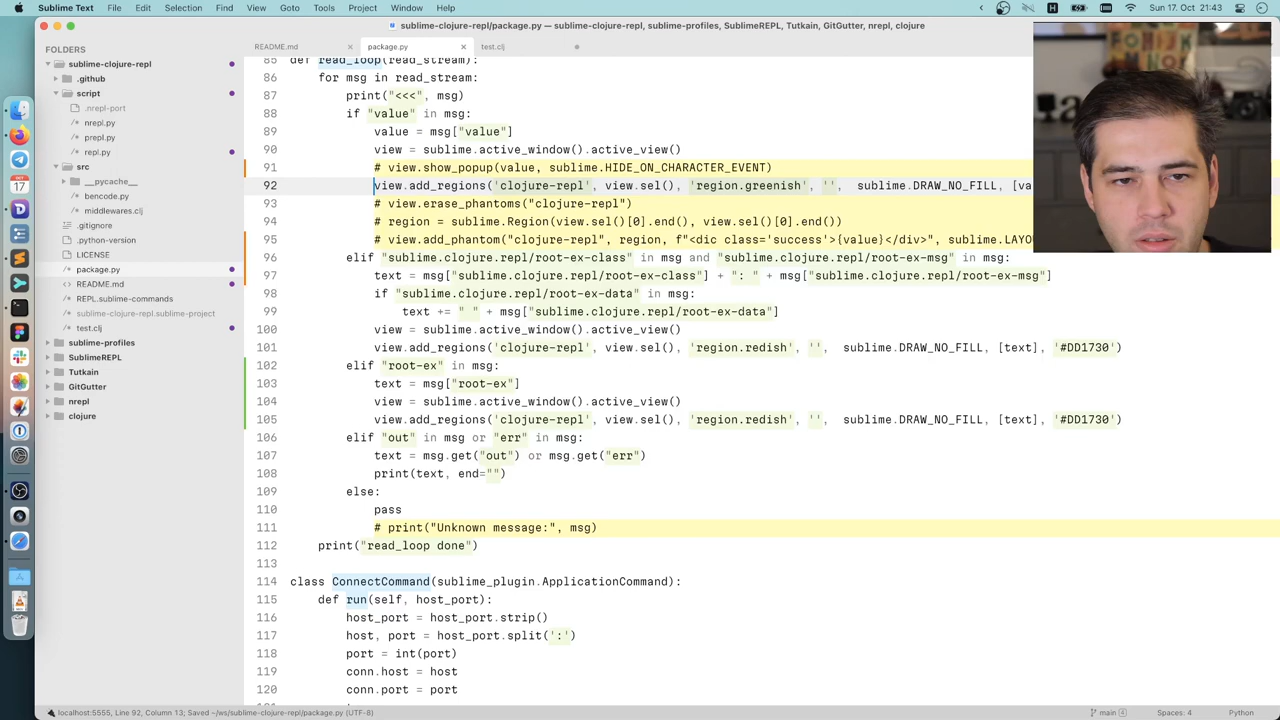 Sublime Text File Edit Selection Find View Goto Tools Project Window Help Sun 17. Oct 21:43
sublime-clojure-repl/package.py — sublime-clojure-repl, sublime-profiles, SublimeREPL, Tutkain, GitGutter, nrepl, clojure
FOLDERS
sublime-clojure-repl
.github
script
.nrepl-port
nrepl.py
prepl.py
repl.py
src
__pycache__
bencode.py
middlewares.clj
.gitignore
.python-version
LICENSE
package.py
README.md
REPL.sublime-commands
sublime-clojure-repl.sublime-project
test.clj
sublime-profiles
SublimeREPL
Tutkain
GitGutter
nrepl
clojure
README.md package.py test.clj
85 def read_loop(read_stream):
86 for msg in read_stream:
87 print("<<<", msg)
88 if "value" in msg:
89 value = msg["value"]
90 view = sublime.active_window().active_view()
91 # view.show_popup(value, sublime.HIDE_ON_CHARACTER_EVENT)
92 view.add_regions('clojure-repl', view.sel(), 'region.greenish', '', sublime.DRAW_NO_FILL, [va
93 # view.erase_phantoms("clojure-repl")
94 # region = sublime.Region(view.sel()[0].end(), view.sel()[0].end())
95 # view.add_phantom("clojure-repl", region, f"<dic class='success'>{value}</div>", sublime.LAYO
96 elif "sublime.clojure.repl/root-ex-class" in msg and "sublime.clojure.repl/root-ex-msg" in msg:
97 text = msg["sublime.clojure.repl/root-ex-class"] + ": " + msg["sublime.clojure.repl/root-ex-msg"]
98 if "sublime.clojure.repl/root-ex-data" in msg:
99 text += " " + msg["sublime.clojure.repl/root-ex-data"]
100 view = sublime.active_window().active_view()
101 view.add_regions('clojure-repl', view.sel(), 'region.redish', '', sublime.DRAW_NO_FILL, [text], '#DD1730')
102 elif "root-ex" in msg:
103 text = msg["root-ex"]
104 view = sublime.active_window().active_view()
105 view.add_regions('clojure-repl', view.sel(), 'region.redish', '', sublime.DRAW_NO_FILL, [text], '#DD1730')
106 elif "out" in msg or "err" in msg:
107 text = msg.get("out") or msg.get("err")
108 print(text, end="")
109 else:
110 pass
111 # print("Unknown message:", msg)
112 print("read_loop done")
113
114 class ConnectCommand(sublime_plugin.ApplicationCommand):
115 def run(self, host_port):
116 host_port = host_port.strip()
117 host, port = host_port.split(':')
118 port = int(port)
119 conn.host = host
120 conn.port = port
localhost:5555, Line 92, Column 13; Saved ~/ws/sublime-clojure-repl/package.py (UTF-8) main 4 Spaces: 4 Python